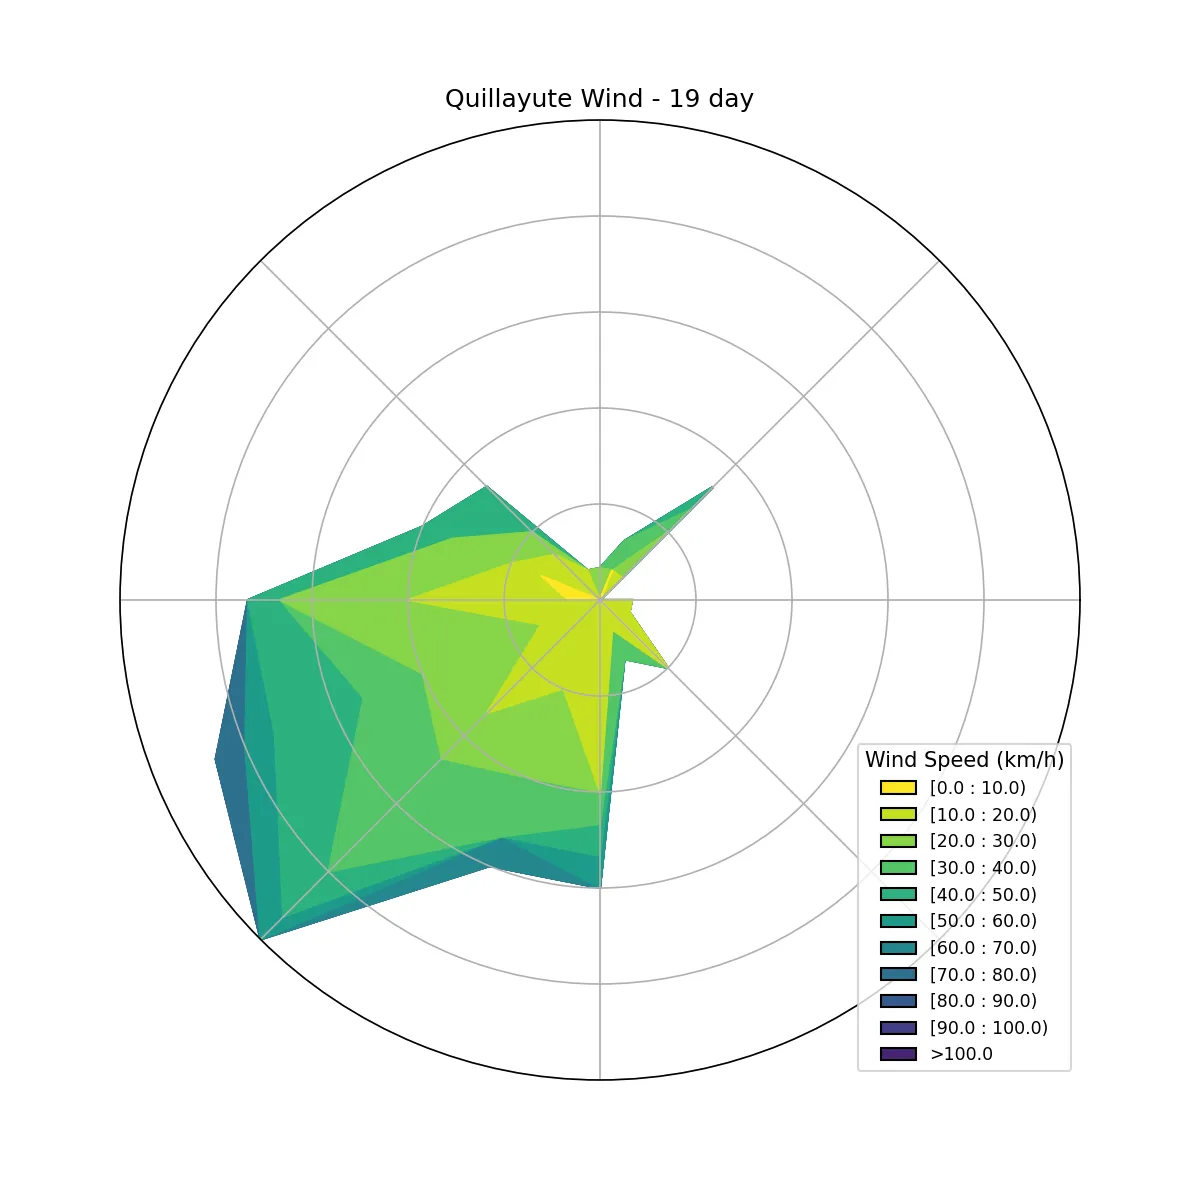 Quillayute Wind - 19 day
Wind Speed (km/h)
[0.0 : 10.0)
[10.0 : 20.0)
[20.0 : 30.0)
[30.0 : 40.0)
[40.0 : 50.0)
[50.0 : 60.0)
[60.0 : 70.0)
[70.0 : 80.0)
[80.0 : 90.0)
[90.0 : 100.0)
>100.0